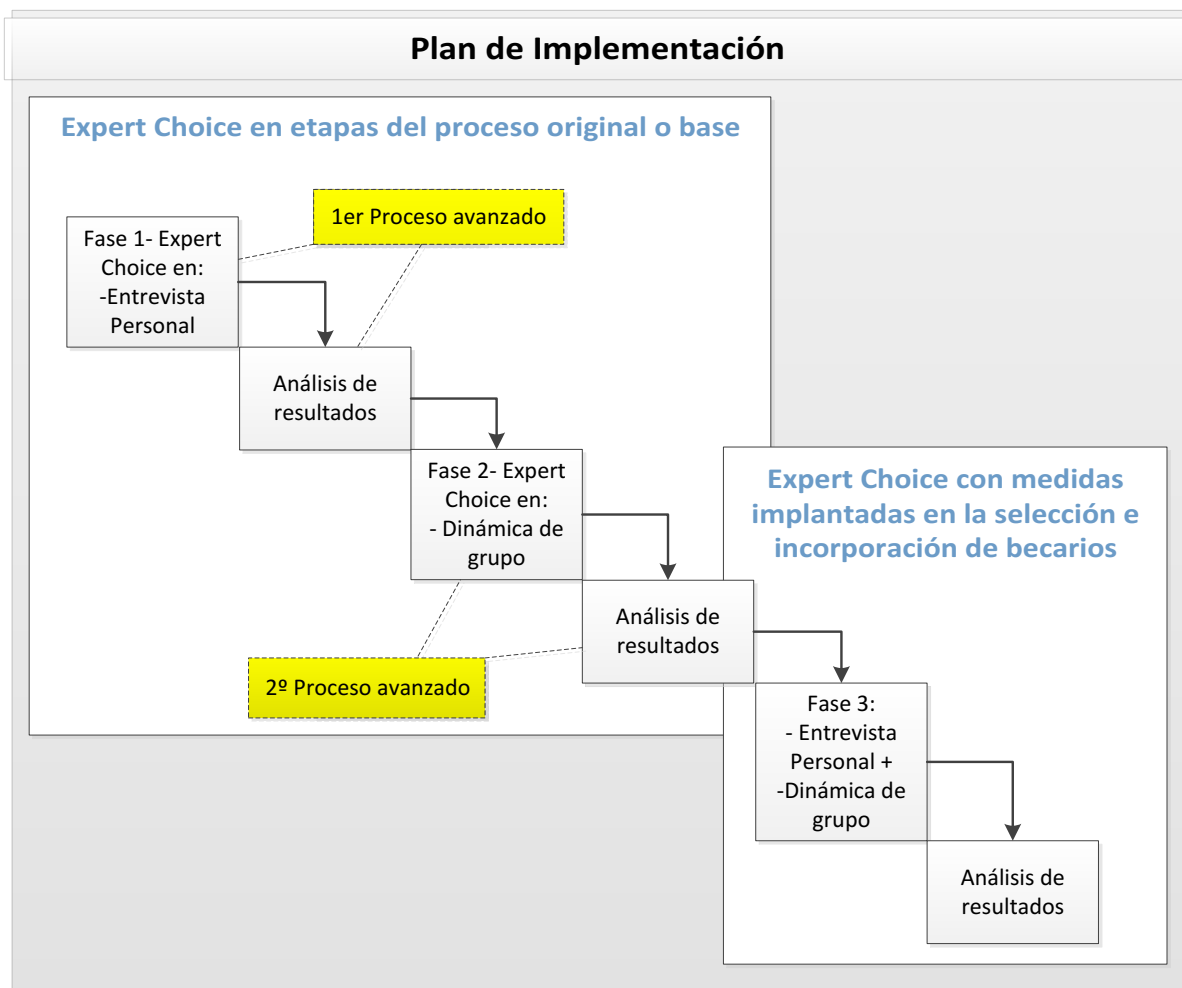 Plan de Implementación
Expert Choice en etapas del proceso original o base
1er Proceso avanzado
Fase 1- Expert
Choice en:
-Entrevista
Personal
Análisis de
resultados
Fase 2- Expert
Choice en:
- Dinámica de
grupo
2º Proceso avanzado
Análisis de
resultados
Expert Choice con medidas
implantadas en la selección e
incorporación de becarios
Fase 3:
- Entrevista
Personal +
-Dinámica de
grupo
Análisis de
resultados